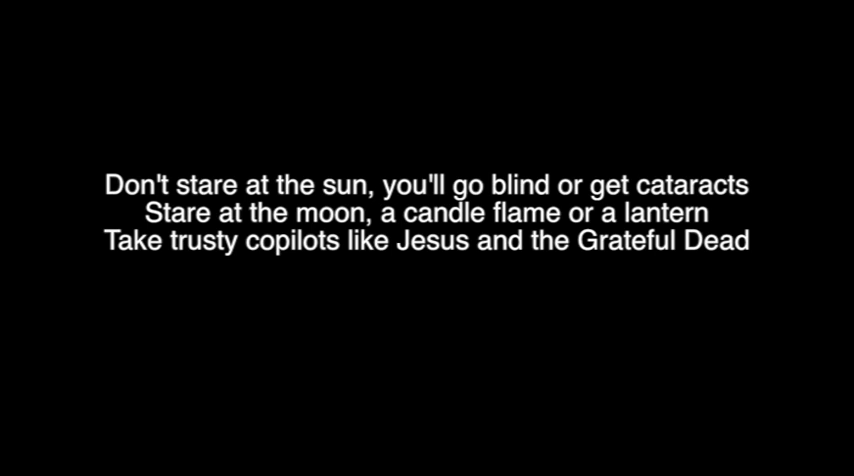 Don't stare at the sun, you'll go blind or get cataracts
Stare at the moon, a candle flame or a lantern
Take trusty copilots like Jesus and the Grateful Dead